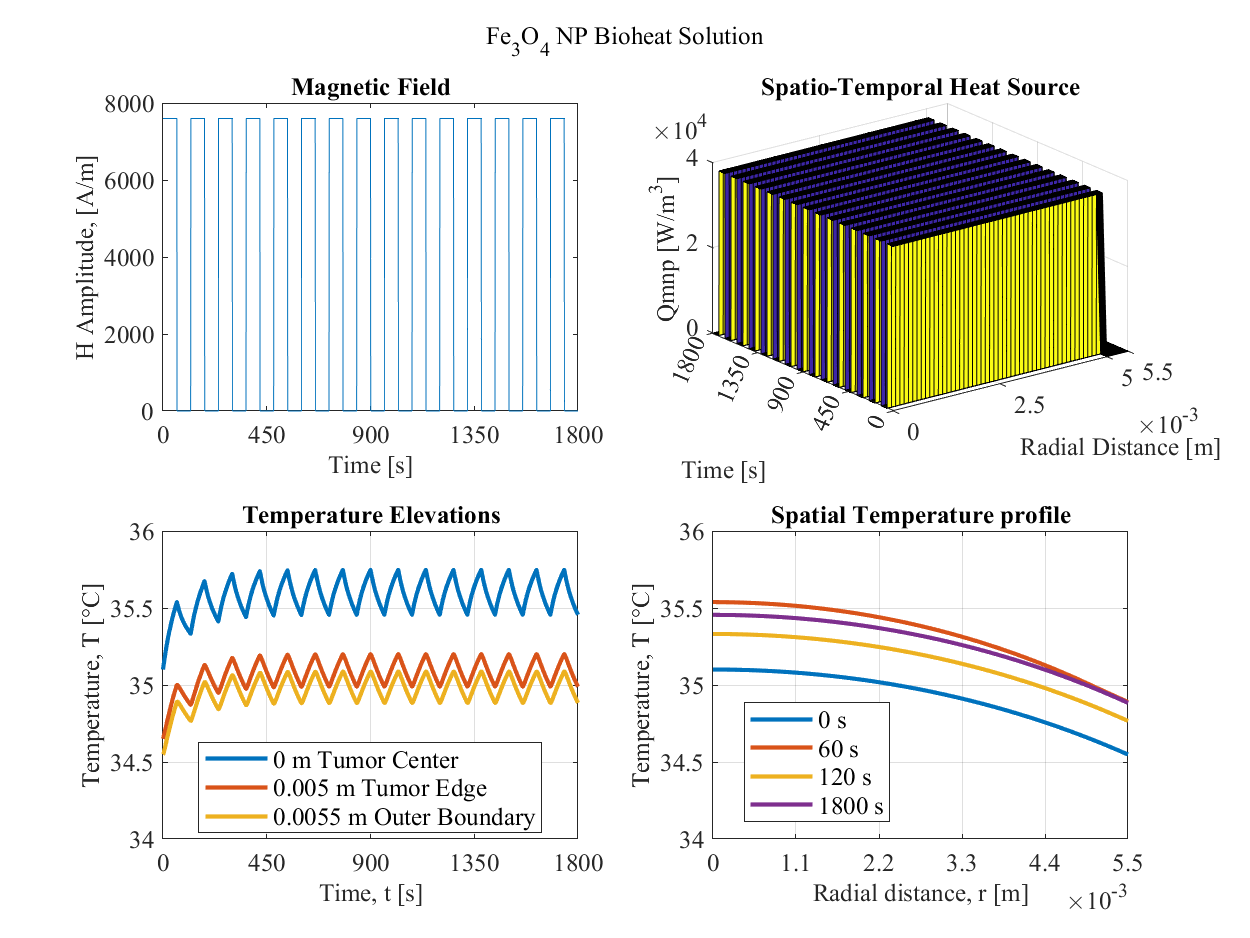 Fe3O4 NP Bioheat Solution
Magnetic Field
8000
6000
4000
2000
0
H Amplitude, [A/m]
0 450 900 1350 1800
Time [s]
Spatio-Temporal Heat Source
×10^4
4
2
0
Qmnp [W/m^3]
1800 1350 900 450 0
Time [s]
0 2.5 5 5.5
×10^-3
Radial Distance [m]
Temperature Elevations
36
35.5
35
34.5
34
Temperature, T [°C]
0 m Tumor Center
0.005 m Tumor Edge
0.0055 m Outer Boundary
0 450 900 1350 1800
Time, t [s]
Spatial Temperature profile
36
35.5
35
34.5
34
Temperature, T [°C]
0 s
60 s
120 s
1800 s
0 1.1 2.2 3.3 4.4 5.5
Radial distance, r [m]
×10^-3